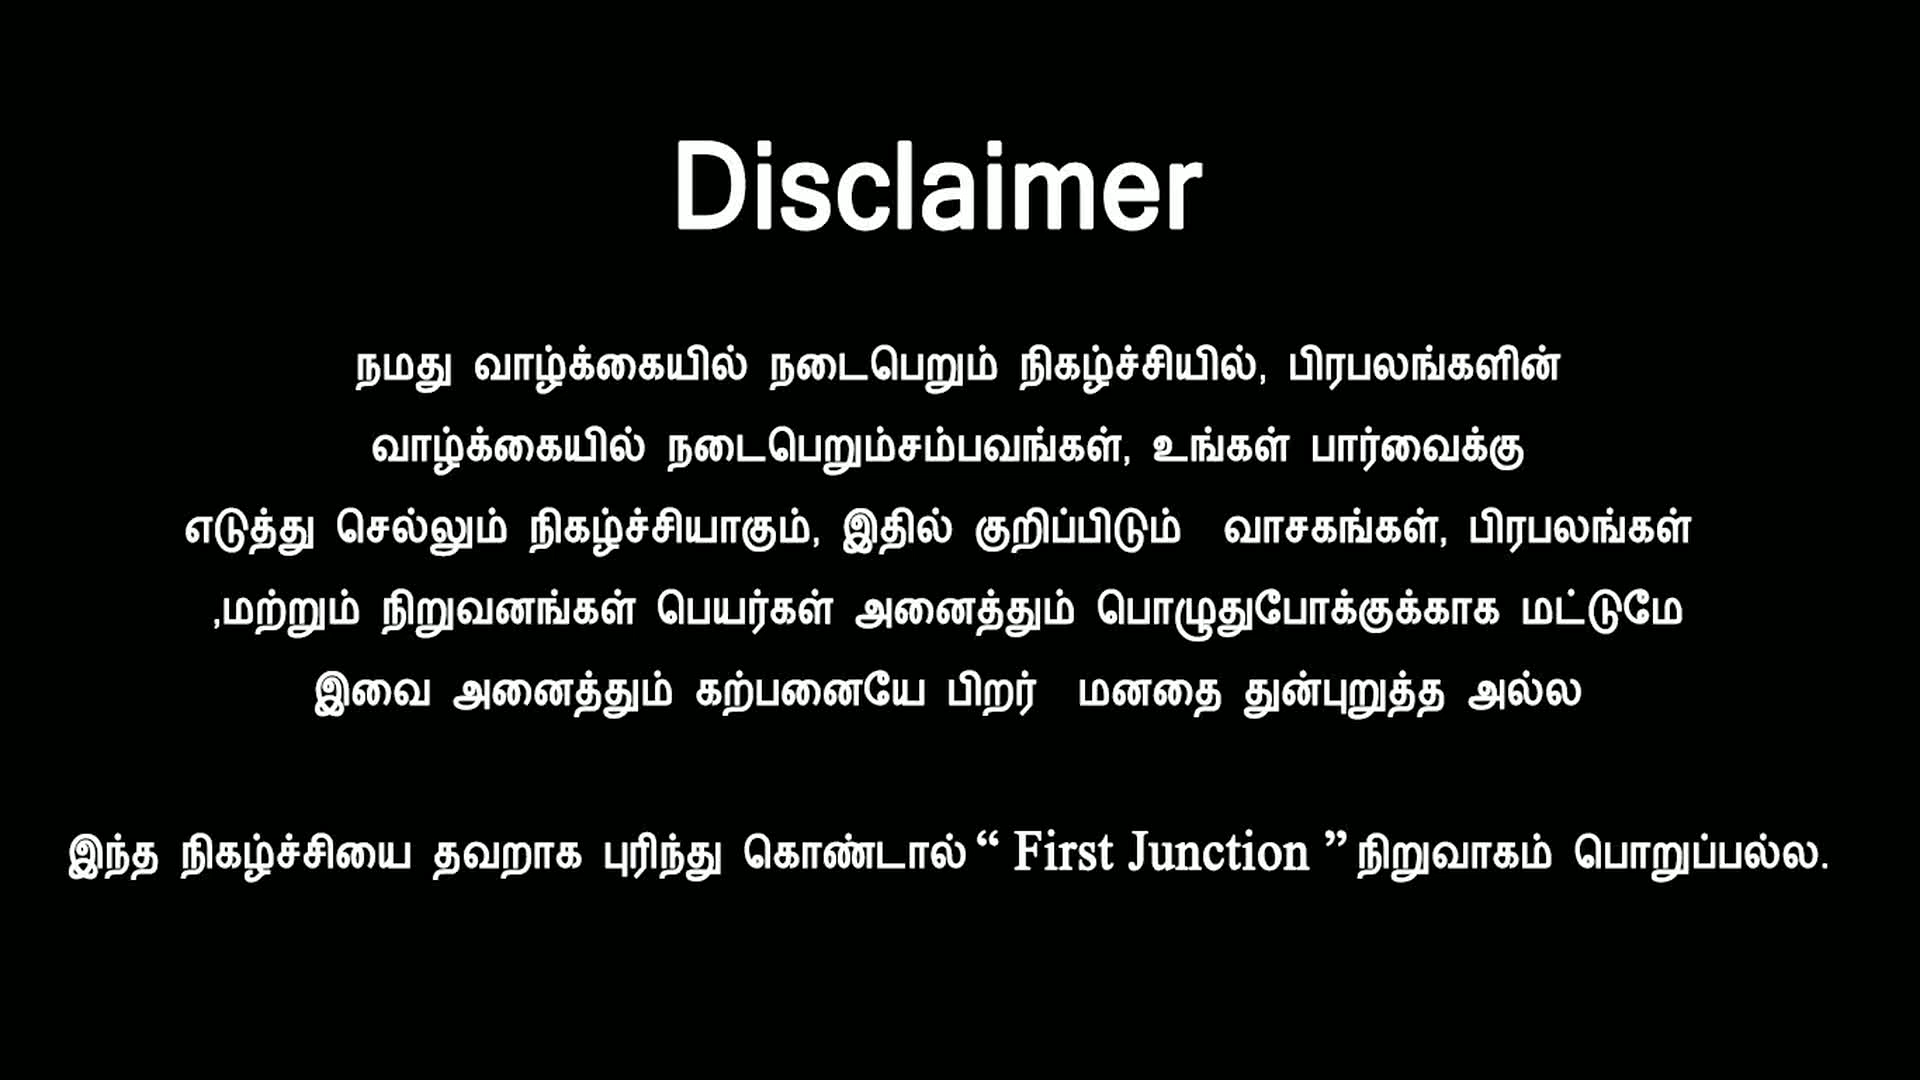 Disclaimer
நமது வாழ்க்கையில் நடைபெறும் நிகழ்ச்சியில், பிரபலங்களின்
வாழ்க்கையில் நடைபெறும்சம்பவங்கள், உங்கள் பார்வைக்கு
எடுத்து செல்லும் நிகழ்ச்சியாகும், இதில் குறிப்பிடும் வாசகங்கள், பிரபலங்கள்
,மற்றும் நிறுவனங்கள் பெயர்கள் அனைத்தும் பொழுதுபோக்குக்காக மட்டுமே
இவை அனைத்தும் கற்பனையே பிறர் மனதை துன்புறுத்த அல்ல
இந்த நிகழ்ச்சியை தவறாக புரிந்து கொண்டால் “ First Junction ” நிறுவாகம் பொறுப்பல்ல.